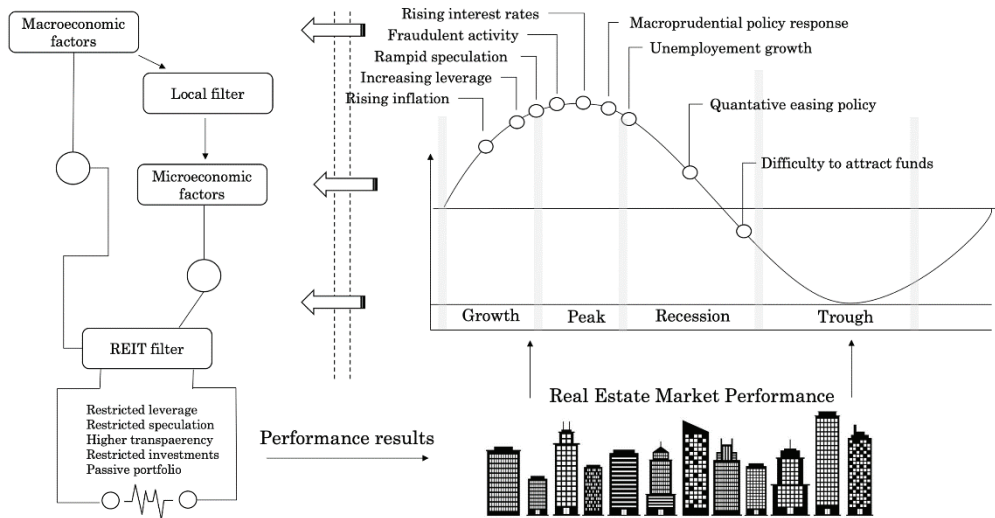 Macroeconomic
factors
Local filter
Microeconomic
factors
REIT filter
Restricted leverage
Restricted speculation
Higher transpaerency
Restricted investments
Passive portfolio
Performance results
Rising interest rates
Fraudulent activity
Rampid speculation
Increasing leverage
Rising inflation
Macroprudential policy response
Unemployement growth
Quantative easing policy
Difficulty to attract funds
Growth
Peak
Recession
Trough
Real Estate Market Performance